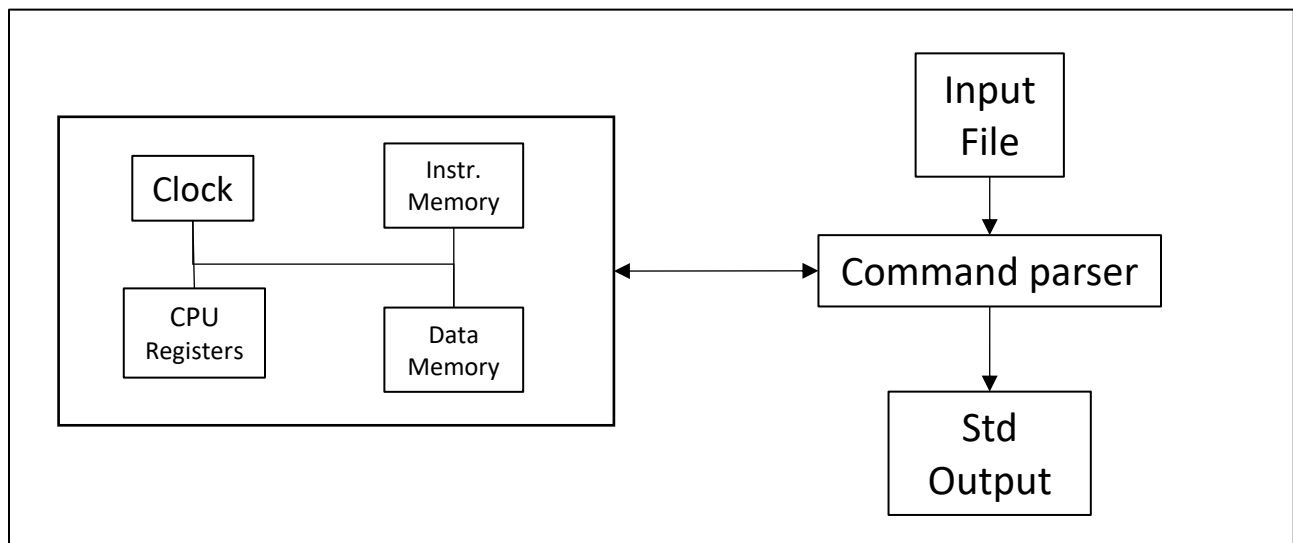 Clock
Instr.
Memory
CPU
Registers
Data
Memory
Input
File
Command parser
Std
Output